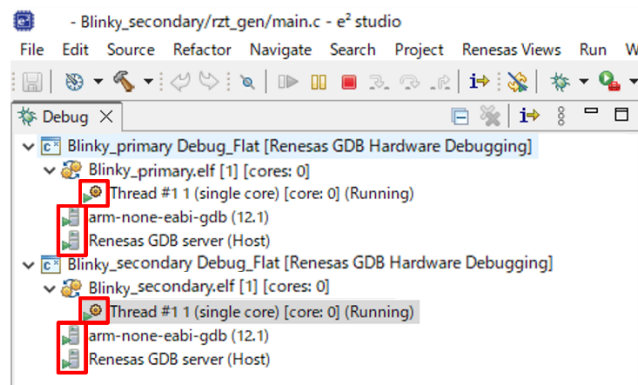 - Blinky_secondary/rzt_gen/main.c - e² studio
File Edit Source Refactor Navigate Search Project Renesas Views Run W
Debug
Blinky_primary Debug_Flat [Renesas GDB Hardware Debugging]
Blinky_primary.elf [1] [cores: 0]
Thread #1 1 (single core) [core: 0] (Running)
arm-none-eabi-gdb (12.1)
Renesas GDB server (Host)
Blinky_secondary Debug_Flat [Renesas GDB Hardware Debugging]
Blinky_secondary.elf [1] [cores: 0]
Thread #1 1 (single core) [core: 0] (Running)
arm-none-eabi-gdb (12.1)
Renesas GDB server (Host)